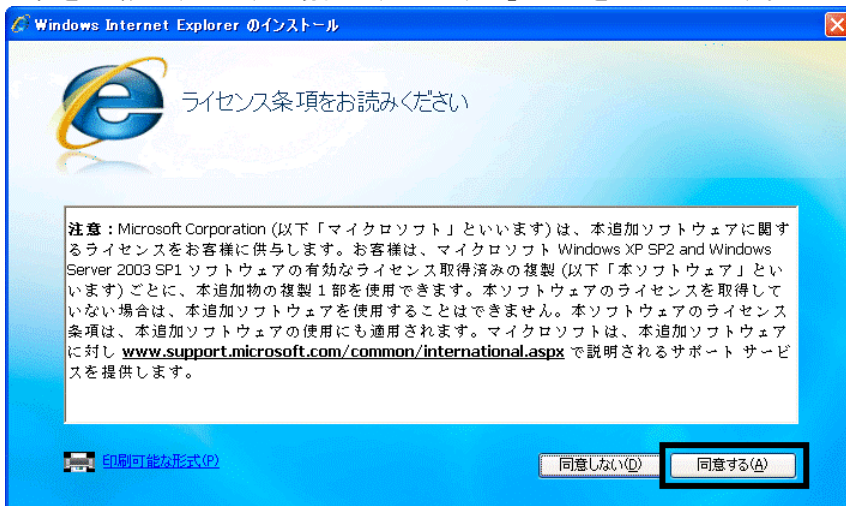 Windows Internet Explorer のインストール
ライセンス条項をお読みください
注意：Microsoft Corporation (以下「マイクロソフト」といいます) は、本追加ソフトウェアに関す
るライセンスをお客様に供与します。お客様は、マイクロソフト Windows XP SP2 and Windows
Server 2003 SP1 ソフトウェアの有効なライセンス取得済みの複製 (以下「本ソフトウェア」とい
います) ごとに、本追加物の複製 1 部を使用できます。本ソフトウェアのライセンスを取得して
いない場合は、本追加ソフトウェアを使用することはできません。本ソフトウェアのライセンス
条項は、本追加ソフトウェアの使用にも適用されます。マイクロソフトは、本追加ソフトウェア
に対し www.support.microsoft.com/common/international.aspx で説明されるサポート サービ
スを提供します。
印刷可能な形式(P)
同意しない(D)
同意する(A)